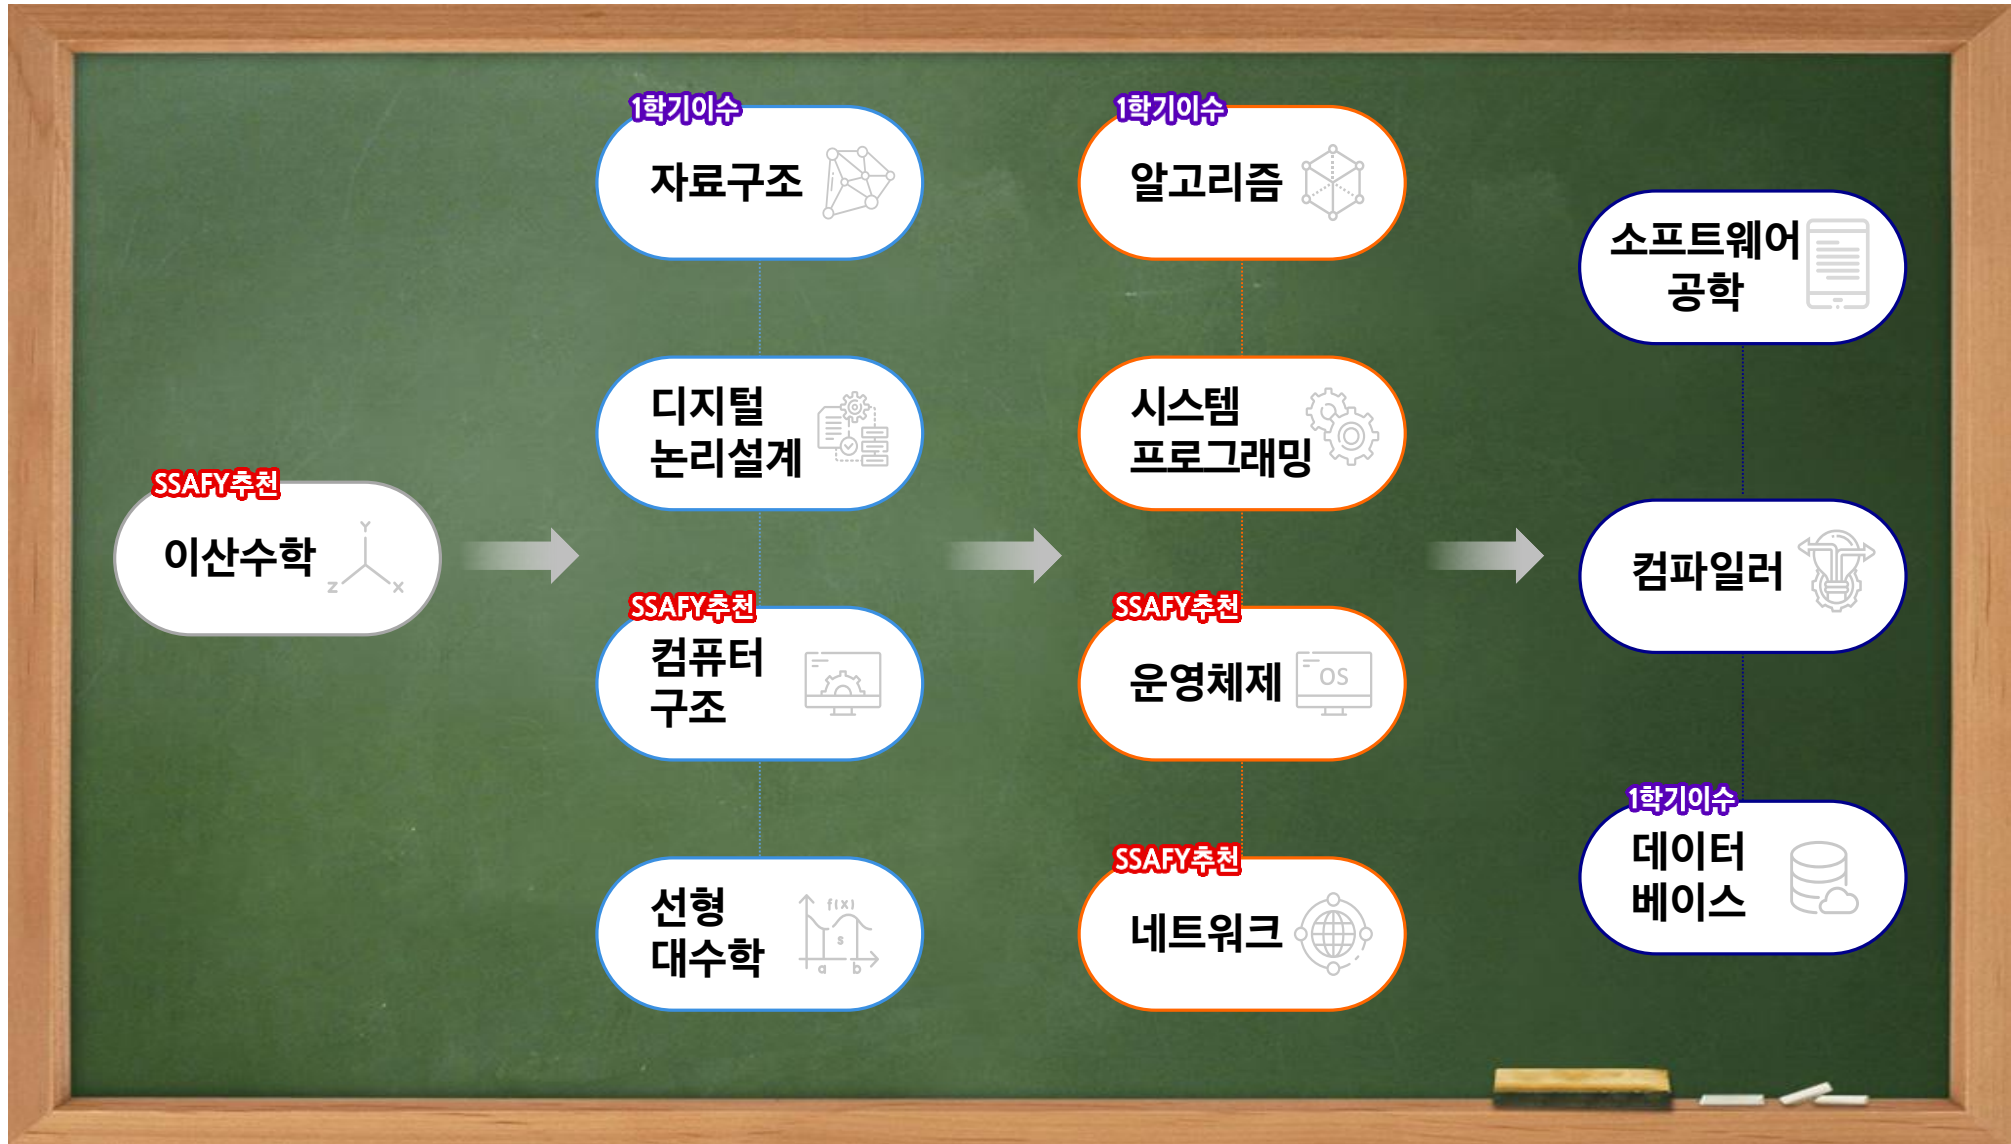 SSAFY추천
이산수학
Y
Z
X
1학기이수
자료구조
디지털
논리설계
SSAFY추천
컴퓨터
구조
선형
대수학
f(x)
s
a
b
1학기이수
알고리즘
시스템
프로그래밍
SSAFY추천
운영체제
OS
SSAFY추천
네트워크
소프트웨어
공학
컴파일러
1학기이수
데이터
베이스